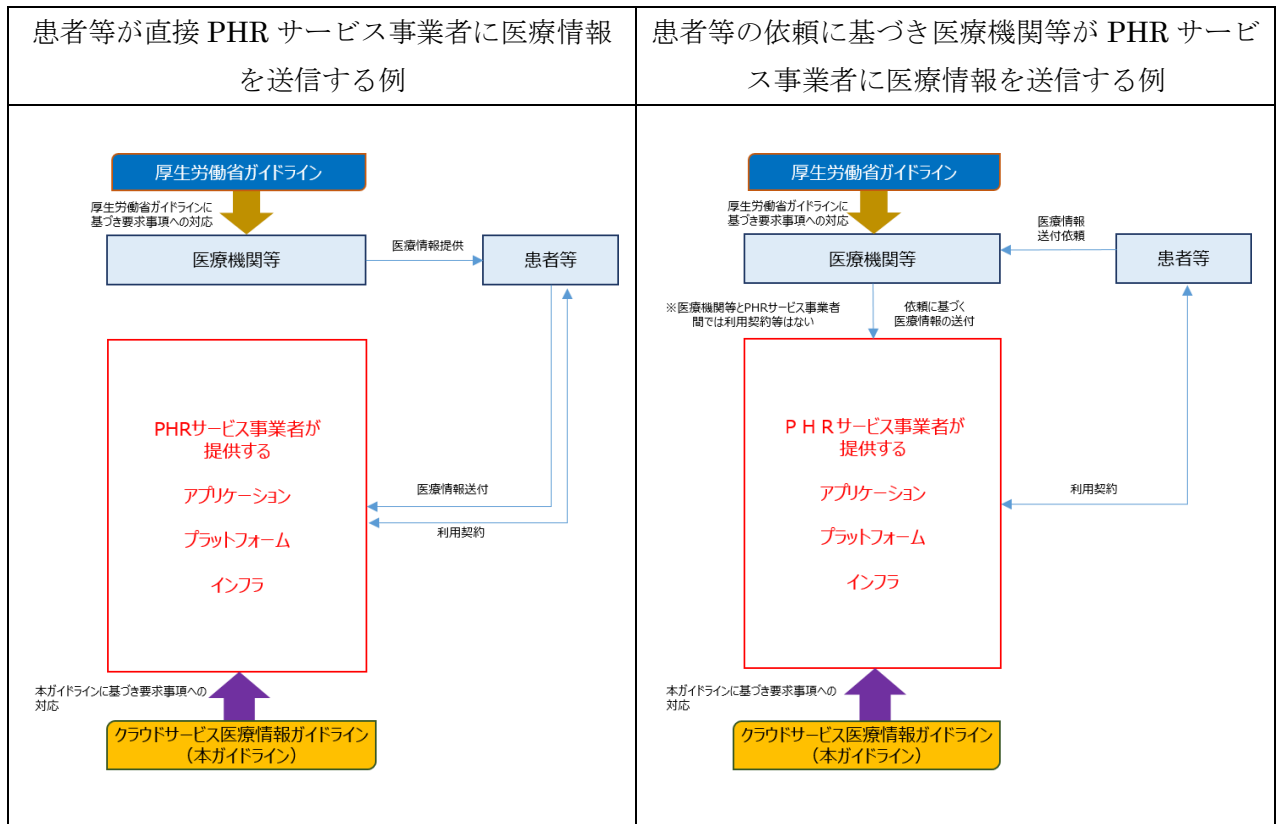 患者等が直接 PHR サービス事業者に医療情報
を送信する例
厚生労働省ガイドライン
厚生労働省ガイドラインに
基づき要求事項への対応
医療機関等
医療情報提供
患者等
PHRサービス事業者が
提供する
アプリケーション
プラットフォーム
インフラ
医療情報送付
利用契約
本ガイドラインに基づき要求事項への
対応
クラウドサービス医療情報ガイドライン
(本ガイドライン)
患者等の依頼に基づき医療機関等が PHR サービ
ス事業者に医療情報を送信する例
厚生労働省ガイドライン
厚生労働省ガイドラインに
基づき要求事項への対応
医療情報
送付依頼
医療機関等
患者等
※医療機関等とPHRサービス事業者
間では利用契約等はない
依頼に基づく
医療情報の送付
PHRサービス事業者が
提供する
アプリケーション
プラットフォーム
インフラ
利用契約
本ガイドラインに基づき要求事項への
対応
クラウドサービス医療情報ガイドライン
(本ガイドライン)